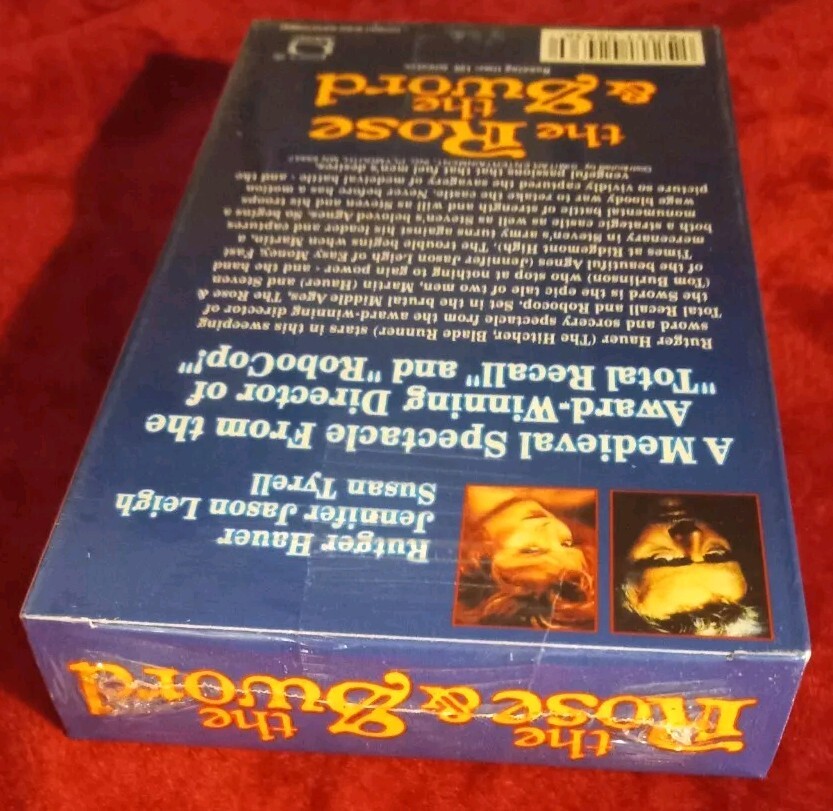 the
Rose &
the
Sword
Rutger Hauer
Jennifer Jason Leigh
Susan Tyrell
A Medieval Spectacle From the
Award-Winning Director of
"Total Recall" and "RoboCop!"
Rutger Hauer (The Hitcher, Blade Runner) stars in this sweeping
sword and sorcery spectacle from the award-winning director of
Total Recall and Robocop. Set in the brutal Middle Ages, The Rose &
the Sword is the epic tale of two men, Martin (Hauer) and Steven
(Tom Burlinson) who stop at nothing to gain power - and the hand
of the beautiful Agnes (Jennifer Jason Leigh of Easy Money, Fast
Times at Ridgemont High). The trouble begins when Martin, a
mercenary in Steven's army turns against his leader and captures
both a strategic castle as well as Steven's beloved Agnes. So begins a
monumental battle of strength and will as Steven and his troops
wage bloody war to retake the castle. Never before has a motion
picture so vividly captured the savagery of medeival battle - and the
vengful passions that that fuel men's desires.
the Rose
& the
Sword
Running time: 126 minutes